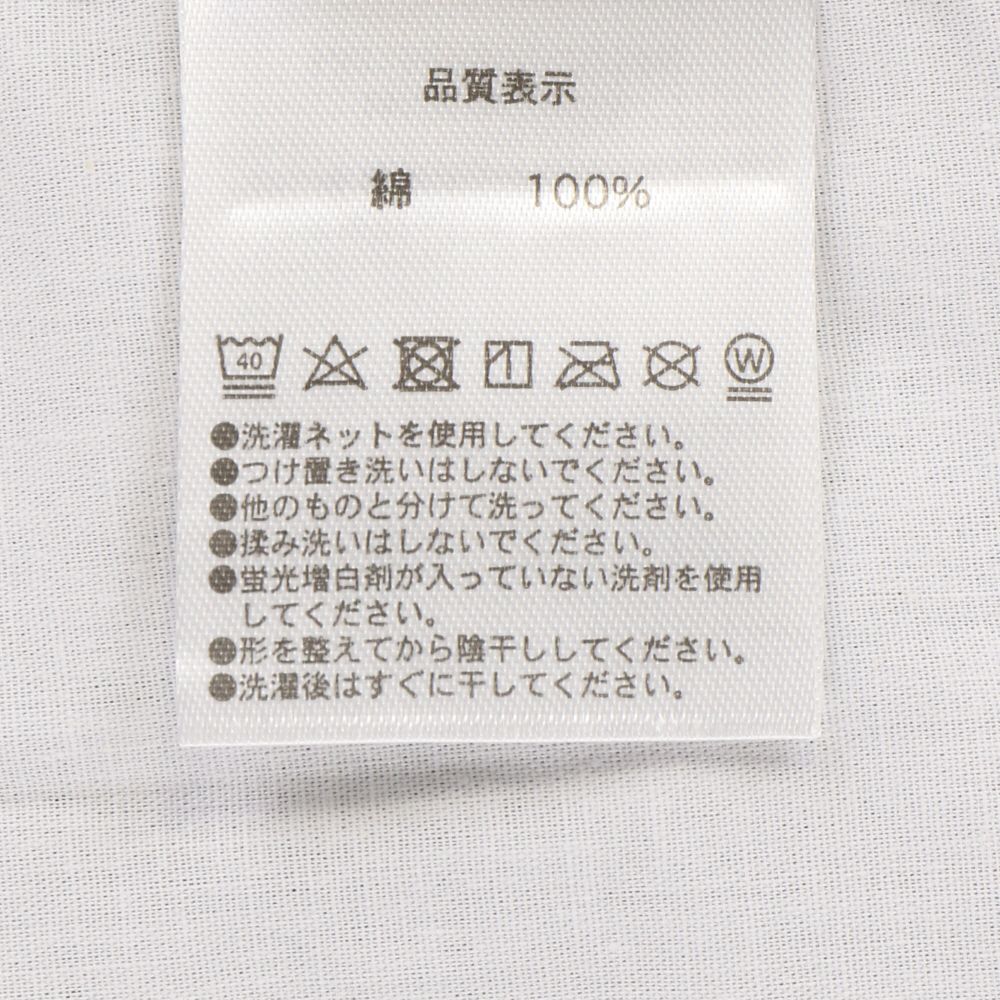 品質表示
綿 100%
40 W
●洗濯ネットを使用してください。
●つけ置き洗いはしないでください。
●他のものと分けて洗ってください。
●揉み洗いはしないでください。
●蛍光増白剤が入っていない洗剤を使用
してください。
●形を整えてから陰干ししてください。
●洗濯後はすぐに干してください。